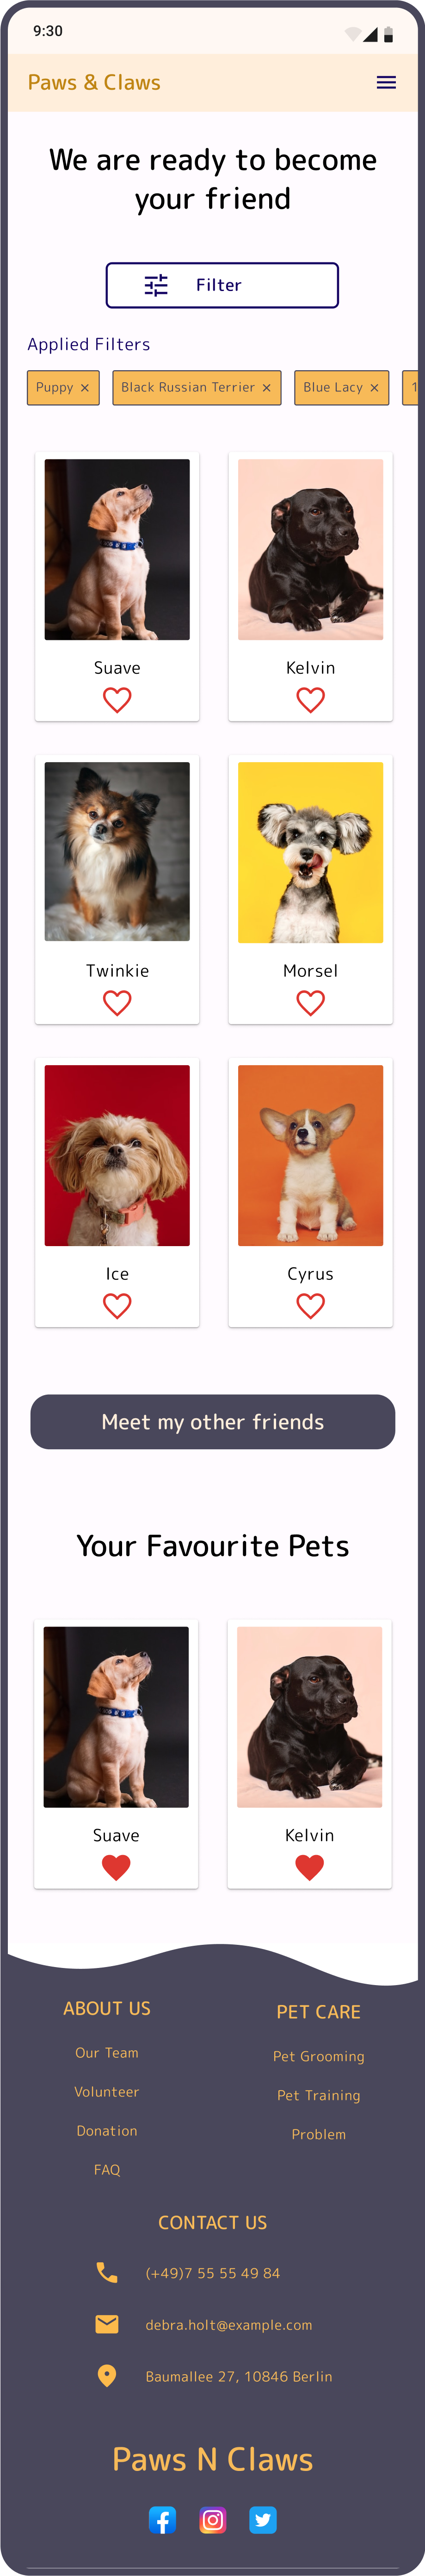 9:30
Paws & Claws
We are ready to become
your friend
Filter
Applied Filters
Puppy × Black Russian Terrier × Blue Lacy × 1
Suave
Kelvin
Twinkie
Morsel
Ice
Cyrus
Meet my other friends
Your Favourite Pets
Suave
Kelvin
ABOUT US
Our Team
Volunteer
Donation
FAQ
PET CARE
Pet Grooming
Pet Training
Problem
CONTACT US
(+49)7 55 55 49 84
debra.holt@example.com
Baumallee 27, 10846 Berlin
Paws N Claws